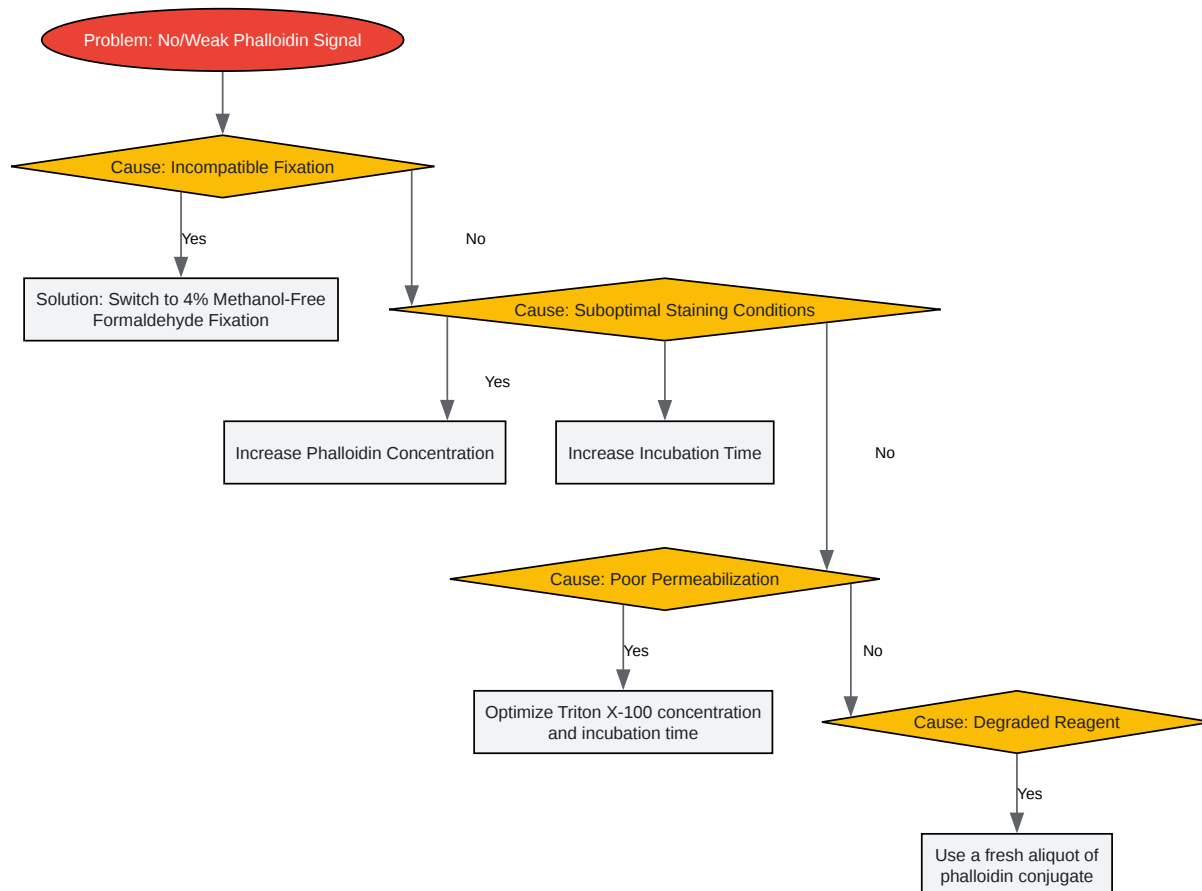 Problem: No/Weak Phalloidin Signal
Cause: Incompatible Fixation
Yes
No
Solution: Switch to 4% Methanol-Free
Formaldehyde Fixation
Cause: Suboptimal Staining Conditions
Yes
No
Increase Phalloidin Concentration
Increase Incubation Time
Cause: Poor Permeabilization
Yes
No
Optimize Triton X-100 concentration
and incubation time
Cause: Degraded Reagent
Yes
Use a fresh aliquot of
phalloidin conjugate